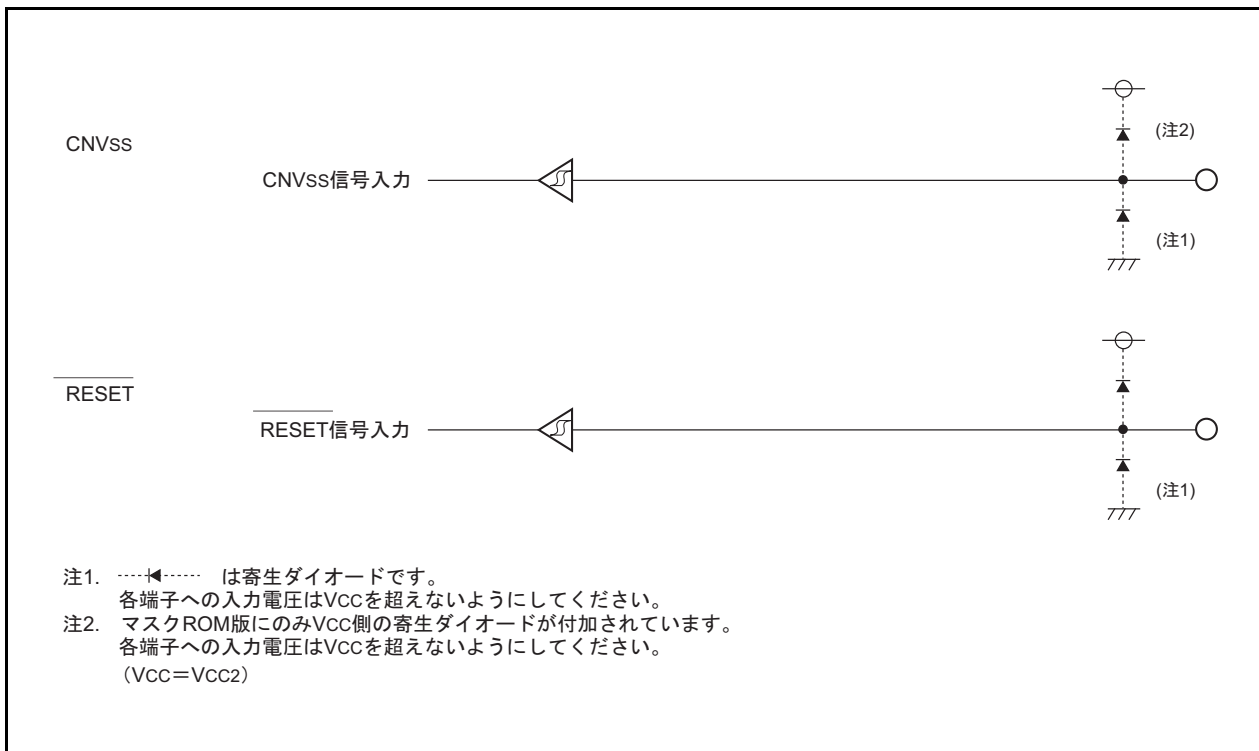 CNVSS
CNVSS信号入力
(注2)
(注1)
RESET
RESET信号入力
(注1)
注1. は寄生ダイオードです。
各端子への入力電圧はVCCを超えないようにしてください。
注2. マスクROM版にのみVCC側の寄生ダイオードが付加されています。
各端子への入力電圧はVCCを超えないようにしてください。
（VCC＝VCC2）